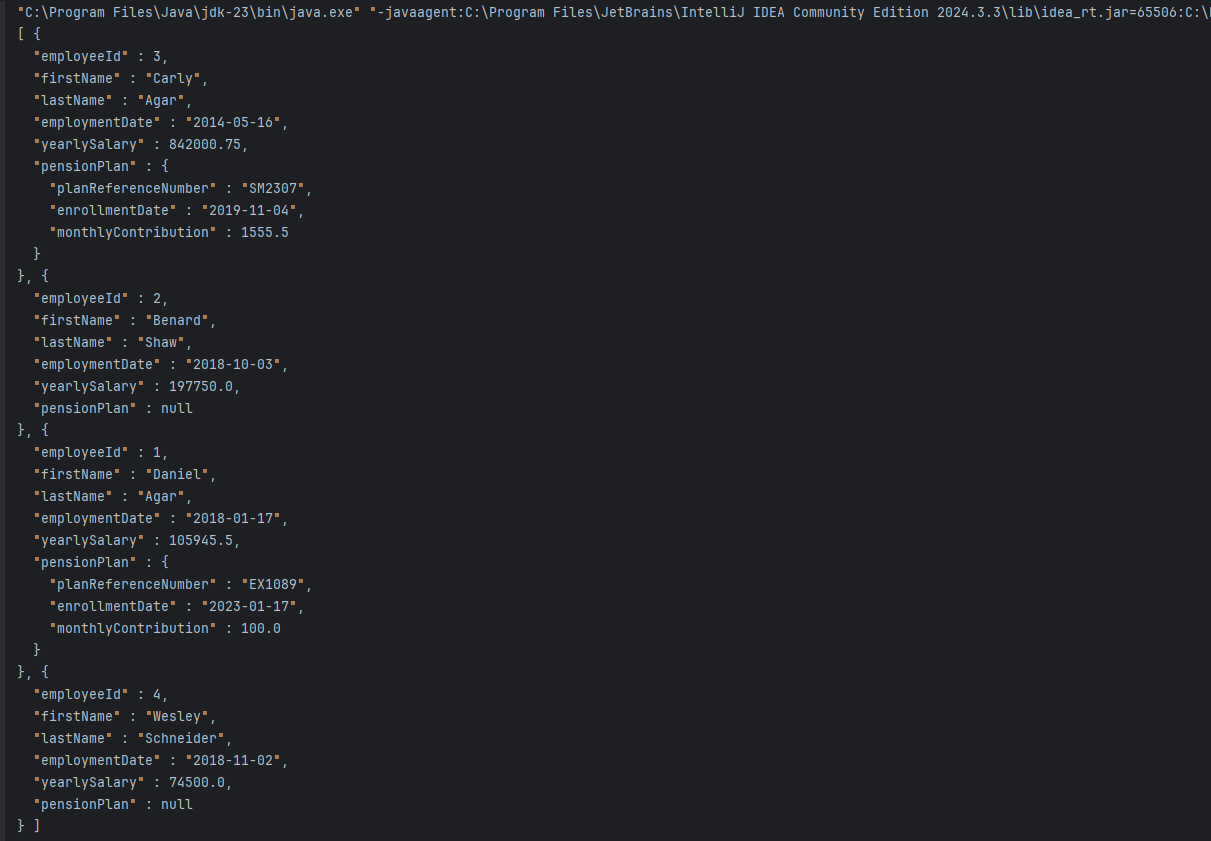 "C:\Program Files\Java\jdk-23\bin\java.exe" "-javaagent:C:\Program Files\JetBrains\IntelliJ IDEA Community Edition 2024.3.3\lib\idea_rt.jar=65506:C:\
[ {
  "employeeId" : 3,
  "firstName" : "Carly",
  "lastName" : "Agar",
  "employmentDate" : "2014-05-16",
  "yearlySalary" : 842000.75,
  "pensionPlan" : {
    "planReferenceNumber" : "SM2307",
    "enrollmentDate" : "2019-11-04",
    "monthlyContribution" : 1555.5
  }
}, {
  "employeeId" : 2,
  "firstName" : "Benard",
  "lastName" : "Shaw",
  "employmentDate" : "2018-10-03",
  "yearlySalary" : 197750.0,
  "pensionPlan" : null
}, {
  "employeeId" : 1,
  "firstName" : "Daniel",
  "lastName" : "Agar",
  "employmentDate" : "2018-01-17",
  "yearlySalary" : 105945.5,
  "pensionPlan" : {
    "planReferenceNumber" : "EX1089",
    "enrollmentDate" : "2023-01-17",
    "monthlyContribution" : 100.0
  }
}, {
  "employeeId" : 4,
  "firstName" : "Wesley",
  "lastName" : "Schneider",
  "employmentDate" : "2018-11-02",
  "yearlySalary" : 74500.0,
  "pensionPlan" : null
} ]